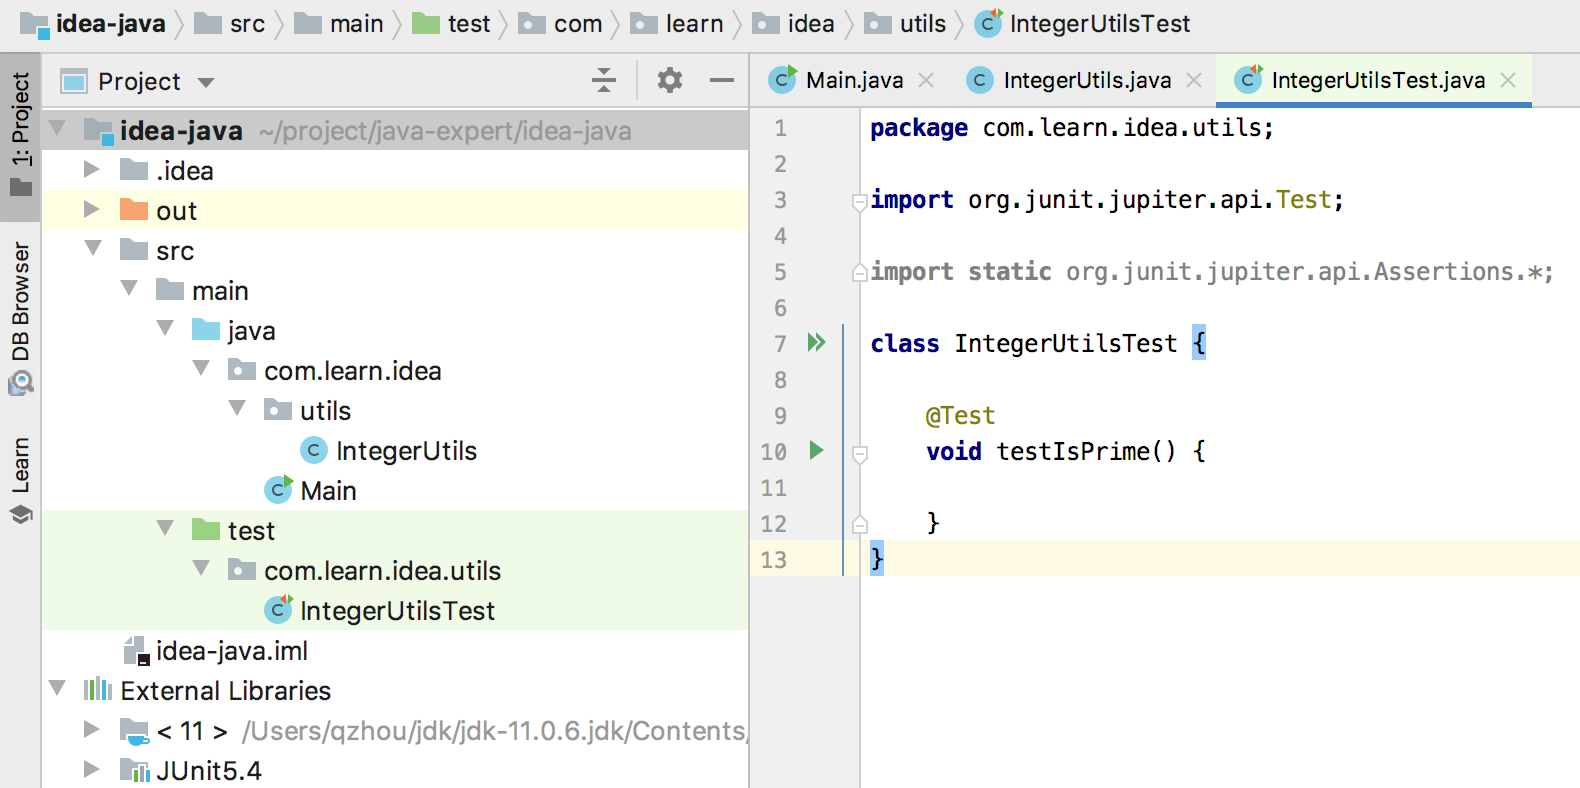 idea-java src main test com learn idea utils IntegerUtilsTest
1: Project
DB Browser
Learn
Project
idea-java ~/project/java-expert/idea-java
.idea
out
src
main
java
com.learn.idea
utils
IntegerUtils
Main
test
com.learn.idea.utils
IntegerUtilsTest
idea-java.iml
External Libraries
< 11 > /Users/qzhou/jdk/jdk-11.0.6.jdk/Contents/
JUnit5.4
Main.java IntegerUtils.java IntegerUtilsTest.java
1 package com.learn.idea.utils;
2
3 import org.junit.jupiter.api.Test;
4
5 import static org.junit.jupiter.api.Assertions.*;
6
7 class IntegerUtilsTest {
8
9 @Test
10 void testIsPrime() {
11
12 }
13 }